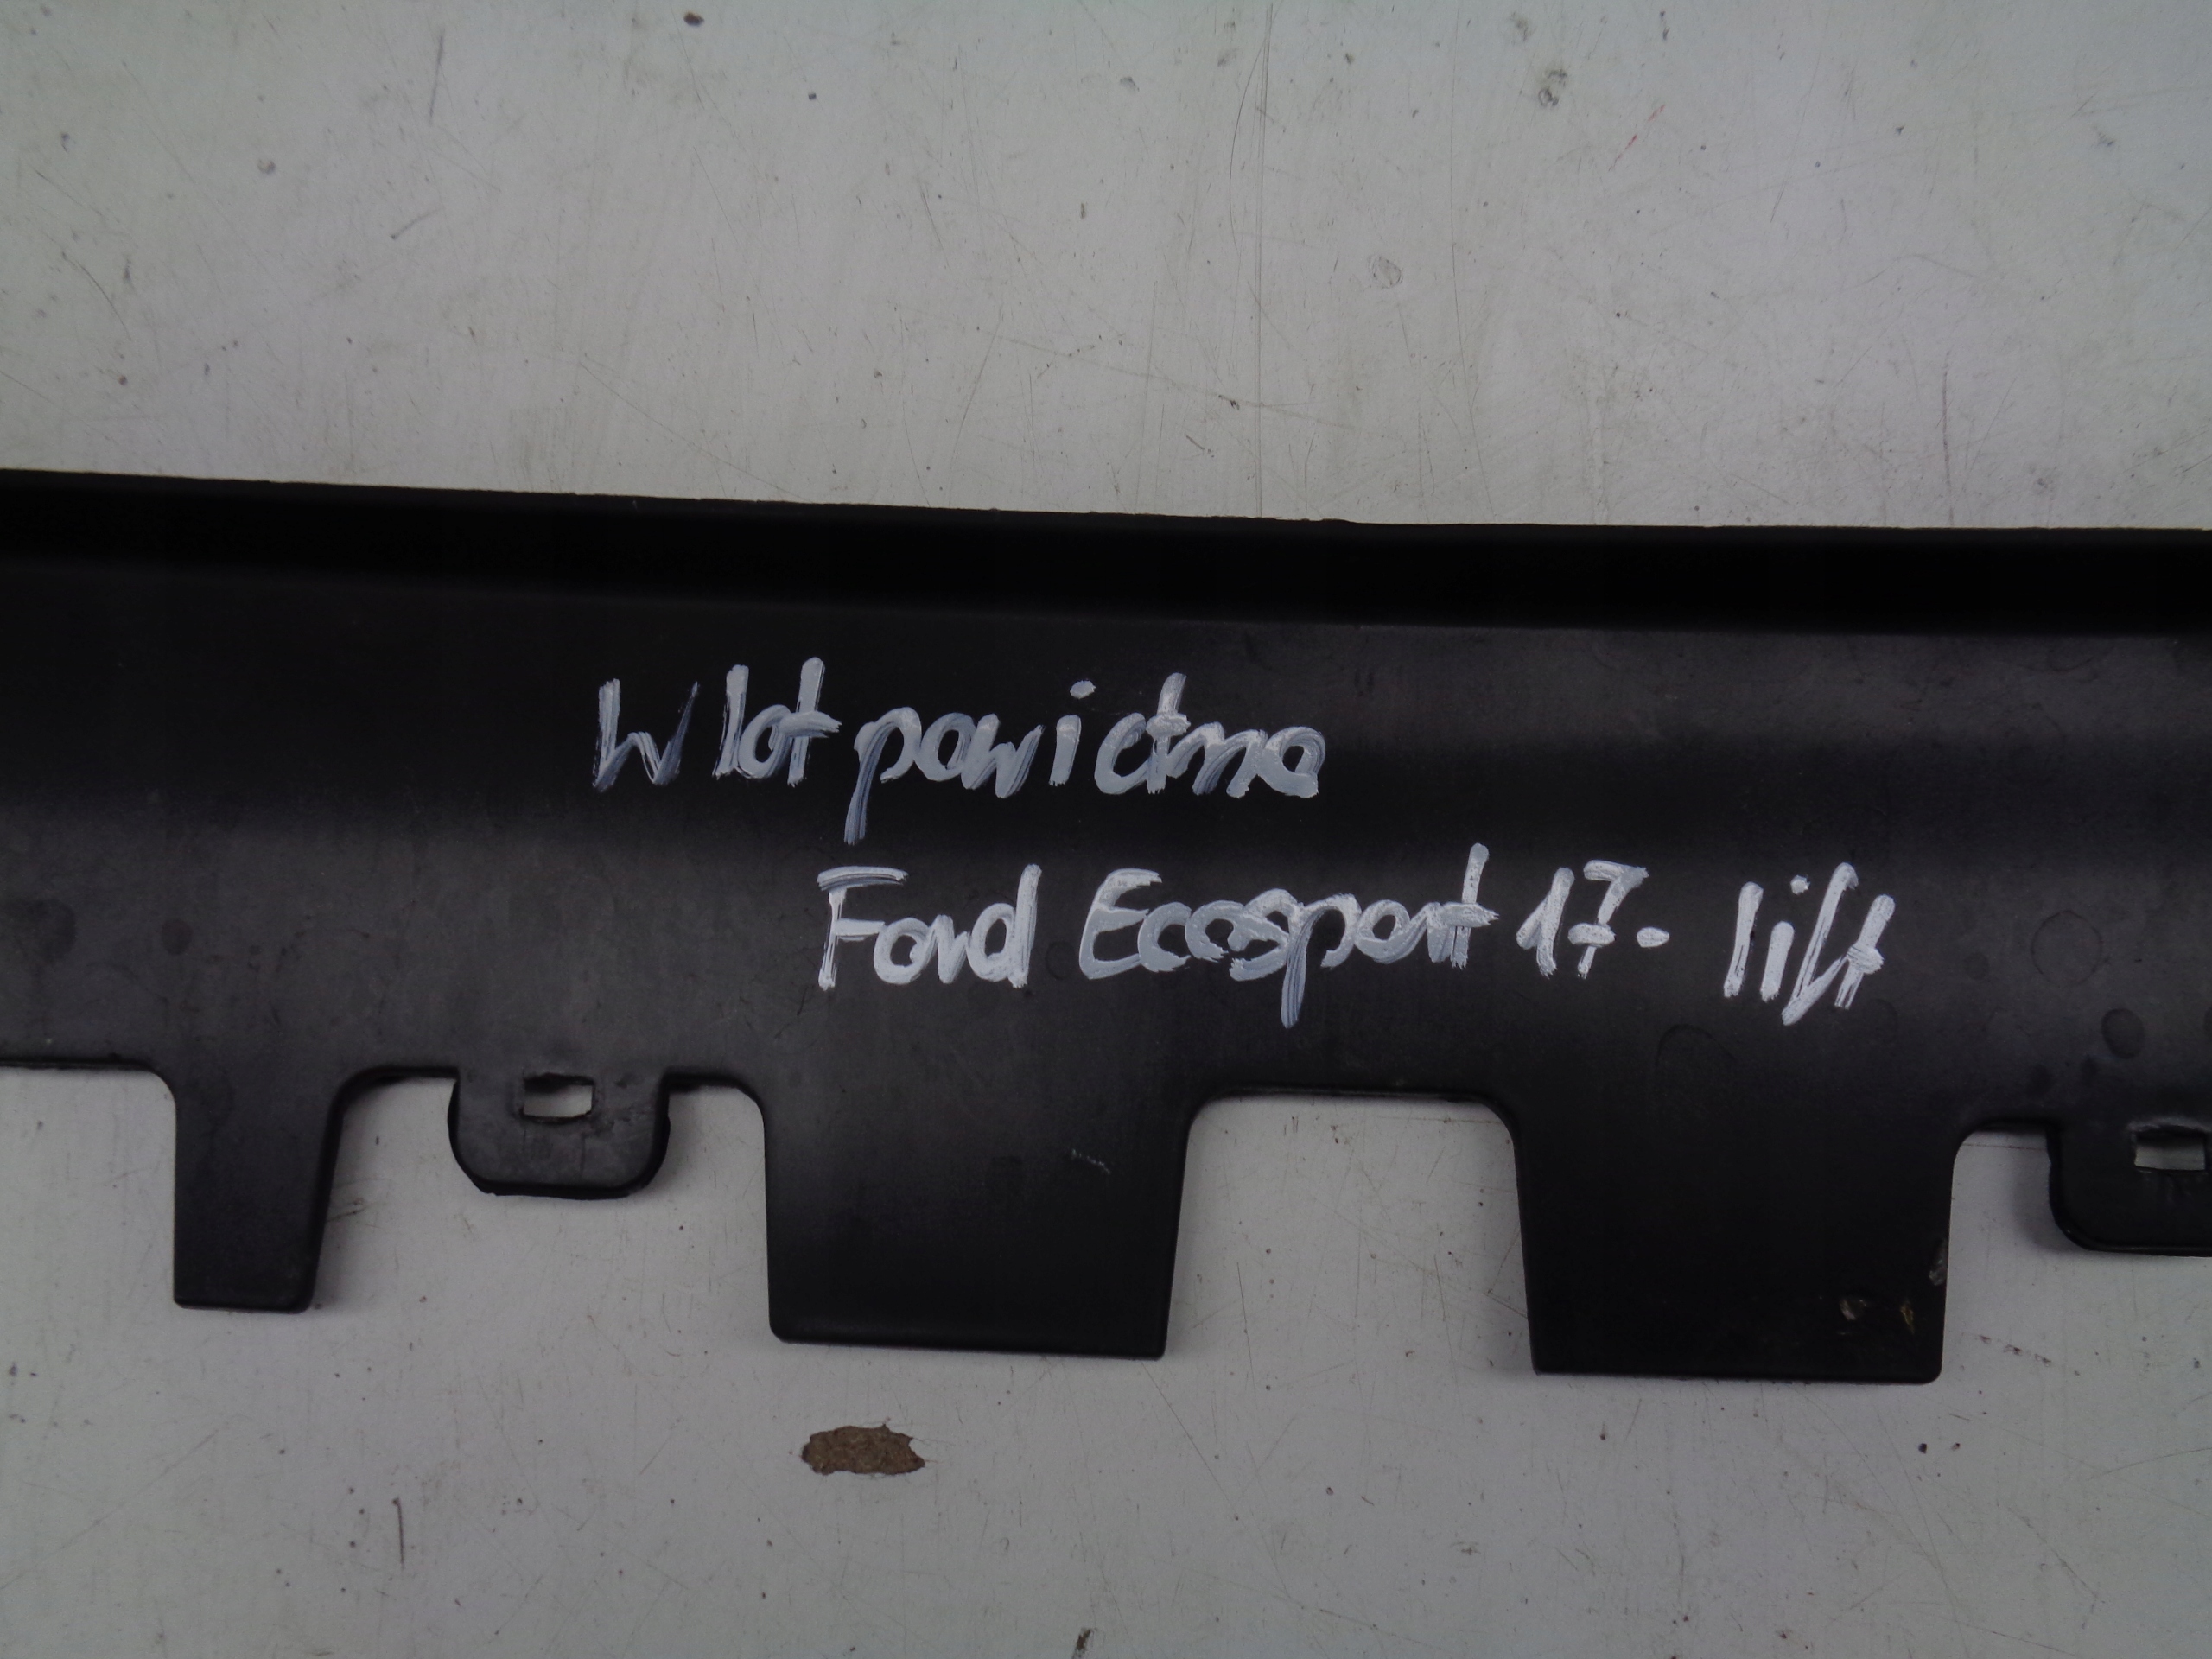 Wlot powietrza
Ford Ecosport 17- lift